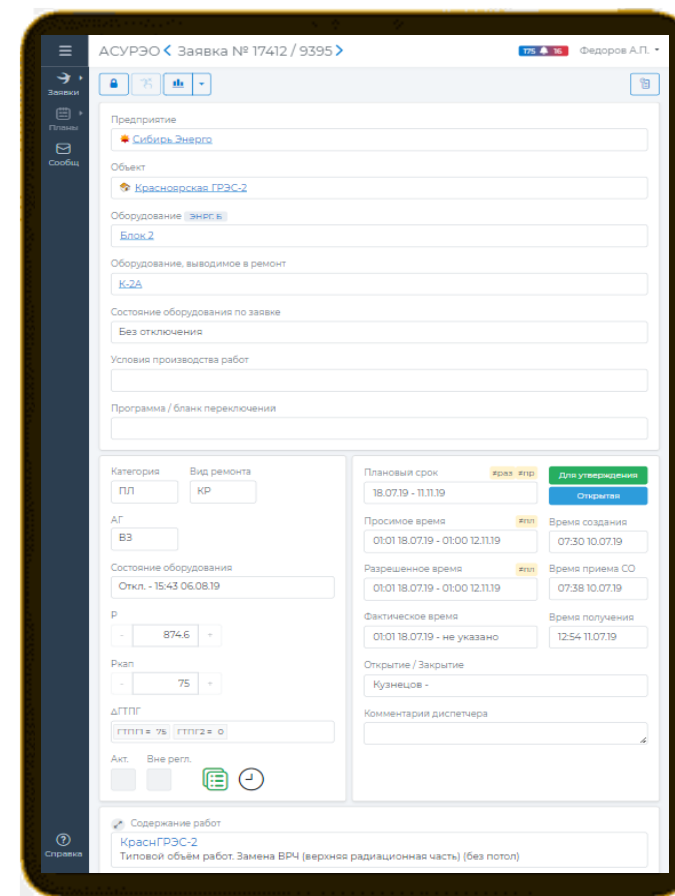 АСУРЭО Заявка № 17412 / 9395
175 16
Федоров А.П.
Заявки
Планы
Сообщ
Предприятие
Сибирь Энерго
Объект
Красноярская ГРЭС-2
Оборудование ЭНРГ.Б
Блок 2
Оборудование, выводимое в ремонт
К-2А
Состояние оборудования по заявке
Без отключения
Условия производства работ
Программа / бланк переключении
Категория Вид ремонта
ПЛ КР
АГ
ВЗ
Состояние оборудования
Откл. - 15:43 06.08.19
Р
- 874.6 +
Ркап
- 75 +
ΔГТПГ
ГТПГ1 = 75 ГТПГ2 = 0
Акт. Вне регл.
Плановый срок #раз #пр
18.07.19 - 11.11.19
Для утверждения
Открытая
Просимое время #пл
01:01 18.07.19 - 01:00 12.11.19
Время создания
07:30 10.07.19
Разрешенное время #пл
01:01 18.07.19 - 01:00 12.11.19
Время приема СО
07:38 10.07.19
Фактическое время
01:01 18.07.19 - не указано
Время получения
12:54 11.07.19
Открытие / Закрытие
Кузнецов -
Комментарии диспетчера
Содержание работ
КраснГРЭС-2
Типовой объём работ. Замена ВРЧ (верхняя радиационная часть) (без потол)
Справка